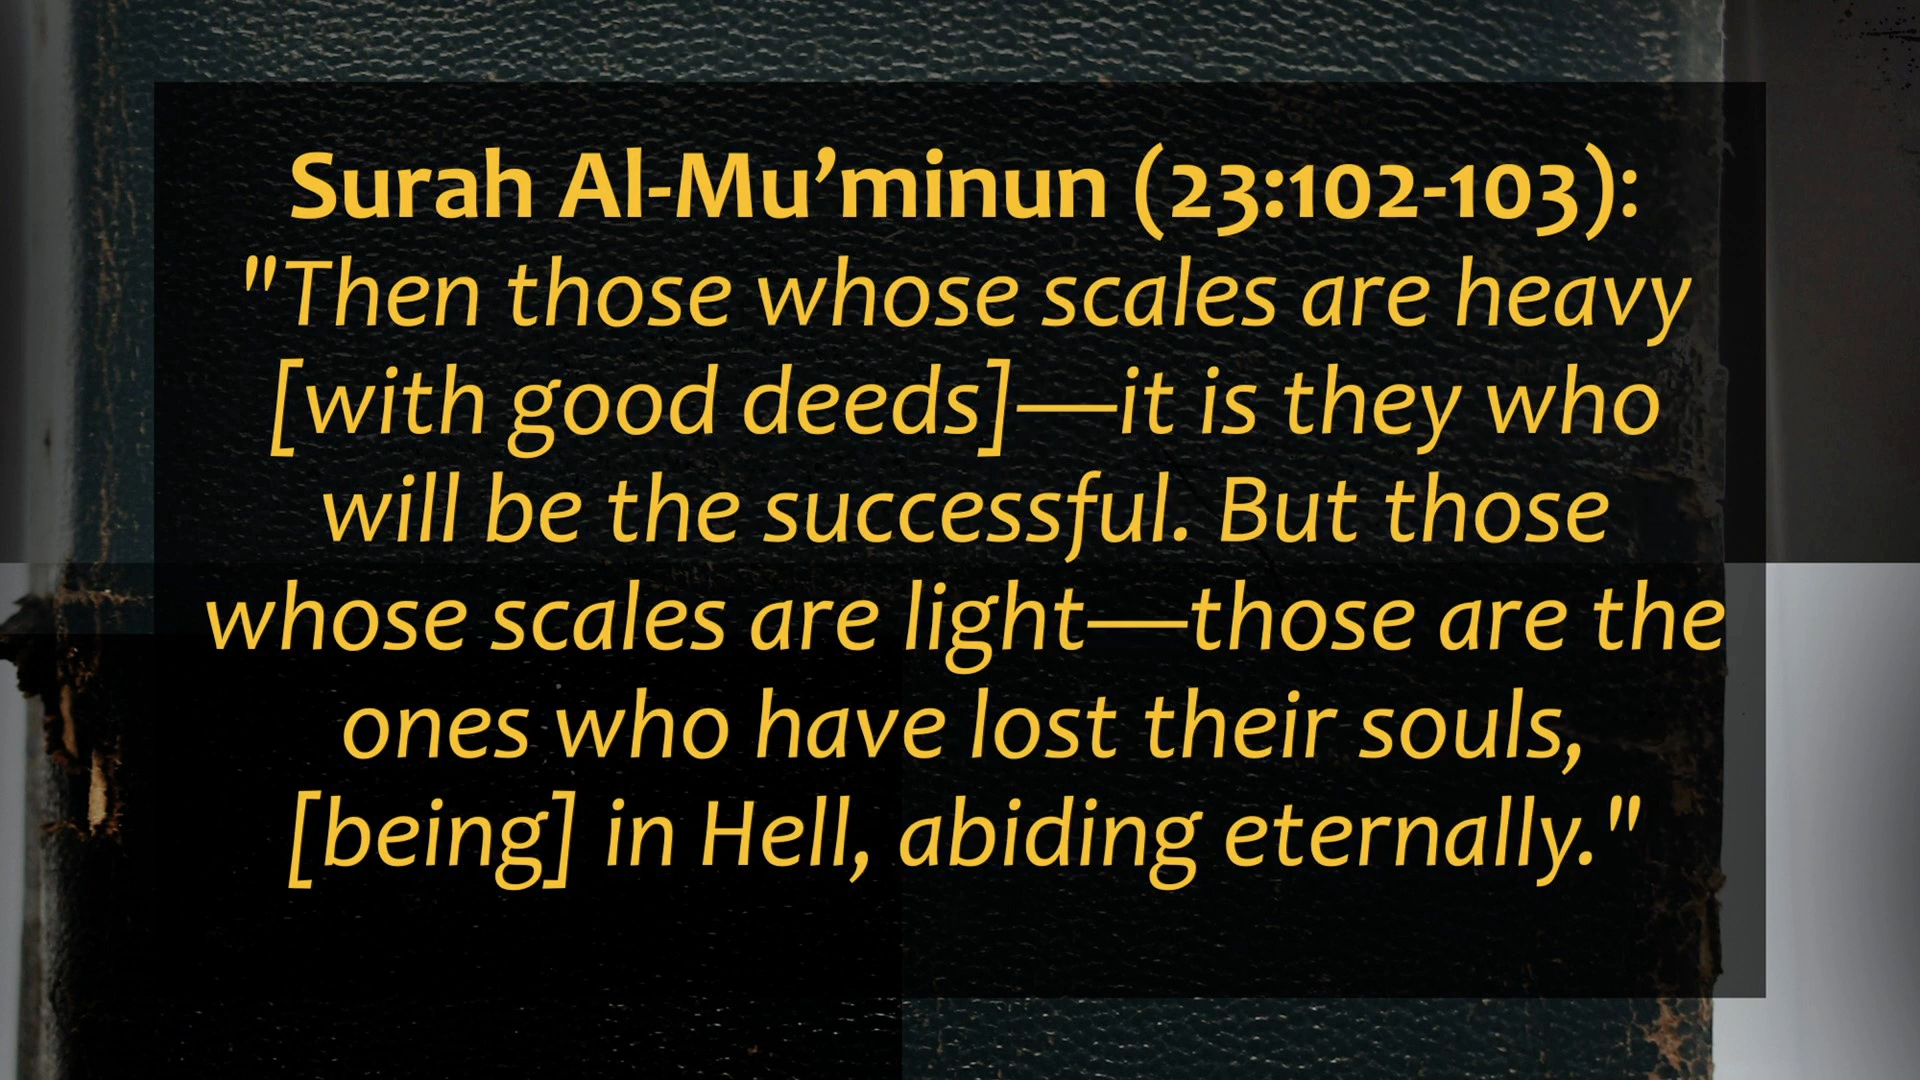 Surah Al-Mu’minun (23:102-103):
"Then those whose scales are heavy
[with good deeds]—it is they who
will be the successful. But those
whose scales are light—those are the
ones who have lost their souls,
[being] in Hell, abiding eternally."